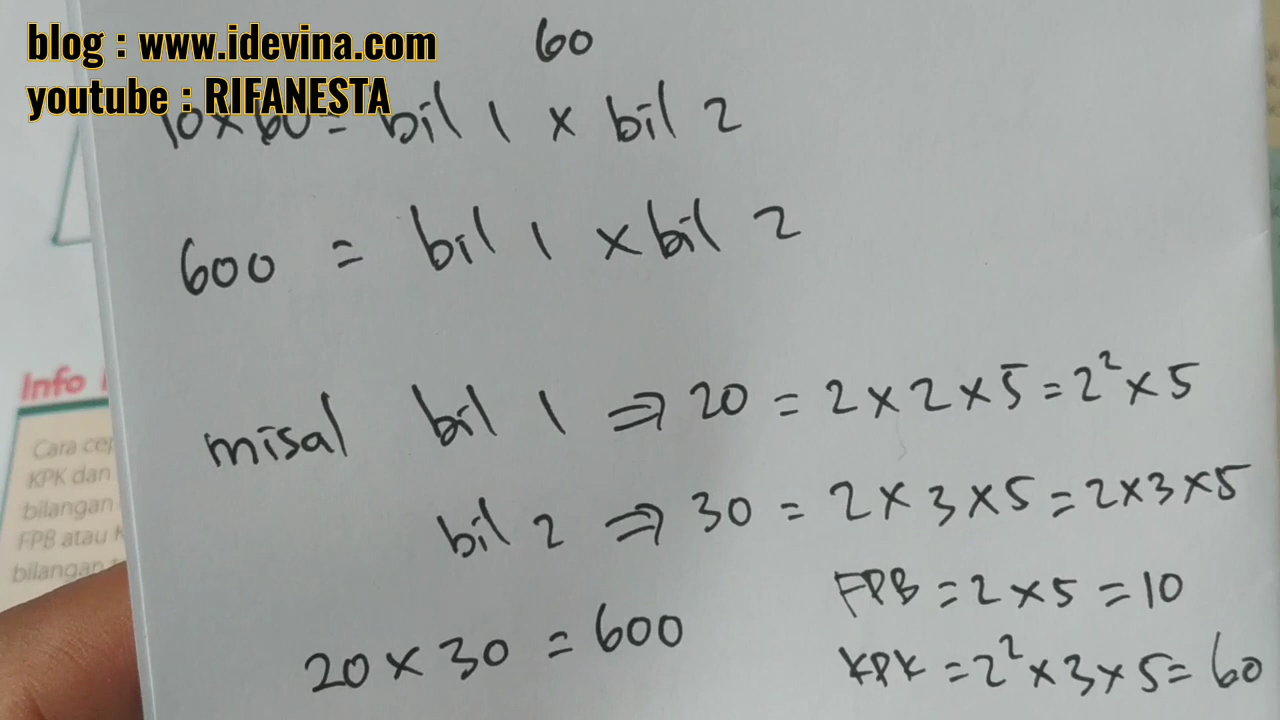 blog : www.idevina.com
60
youtube : RIFANESTA
10 x 60 = bil 1 x bil 2
600 = bil 1 x bil 2
misal bil 1 ⇒ 20 = 2 x 2 x 5 = 2² x 5
bil 2 ⇒ 30 = 2 x 3 x 5 = 2 x 3 x 5
FPB = 2 x 5 = 10
20 x 30 = 600
KPK = 2² x 3 x 5 = 60
Info
Cara
KPK dan
bilangan
FPB atau
bilangan